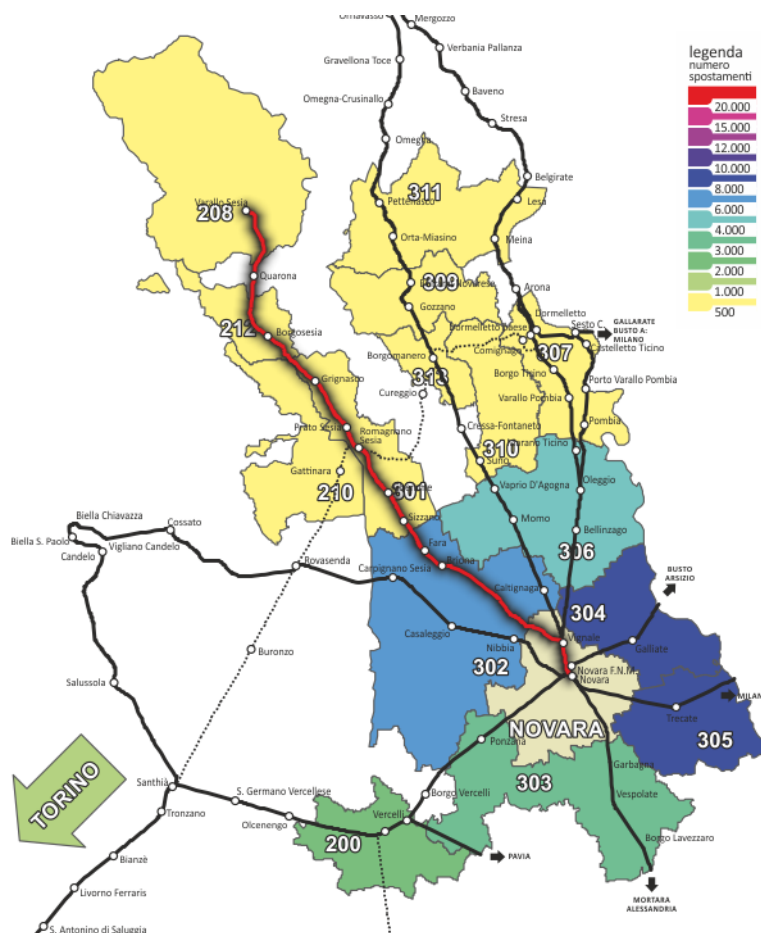 Omavasso
Mergozzo
Gravellona Toce
Verbania Pallanza
Omegna-Crusinallo
Baveno
Stresa
Omegna
Belgirate
311
Lesa
Pettenasco
Orta-Miasino
Meina
Varallo Sesia
208
Quarona
309
Gozzano
Arona
Dormelletto
Dormelletto Paese
Sesto C.
GALLARATE
BUSTO A:
MILANO
Castelletto Ticino
Comignago
307
212
Borgosesia
Borgomanero
313
Borgo Ticino
Grignasco
Cureggio
Varallo Pombia
Porto Varallo Pombia
Prato Sesia
Romagnano
Sesia
Cressa-Fontaneto
Pombia
310
Suno
Gattinara
210
301
Vaprio D'Agogna
Oleggio
Sizzano
Momo
Bellinzago
306
Biella Chiavazza
Cossato
Biella S. Paolo
Vigliano Candelo
Candelo
Fara
Briona
Rovasenda
Carpignano Sesia
Caltignaga
BUSTO
ARSIZIO
304
Casaleggio
Nibbia
Vignale
Galliate
Buronzo
302
Novara F.N.M.
Novara
Salussola
MILAN
Trecate
NOVARA
305
Ponzana
Garbagna
303
TORINO
Santhià
S. Germano Vercellese
Borgo Vercelli
Vespolate
Tronzano
Olcenengo
Vercelli
200
Borgo Lavezzaro
Bianzè
PAVIA
Livorno Ferraris
MORTARA
ALESSANDRIA
S. Antonino di Saluggia
legenda
numero
spostamenti
20.000
15.000
12.000
10.000
8.000
6.000
4.000
3.000
2.000
1.000
500